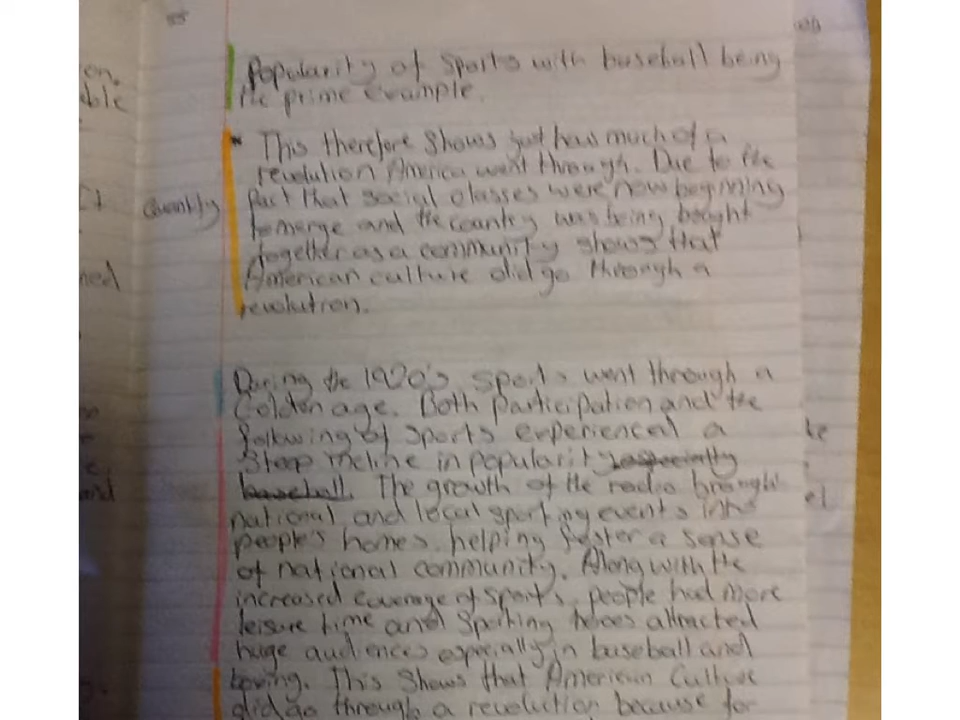 Popularity of sports with baseball being
the prime example.
* This therefore shows just how much of a
revolution America went through. Due to the
fact that social classes were now beginning
Quantity
to merge and the country was being bought
together as a community shows that
American culture did go through a
revolution.
During the 1920's sports went through a
Golden age. Both participation and the
following of sports experienced a
Steep incline in popularity especially
baseball. The growth of the radio brought
national and local sporting events into
people's homes, helping foster a sense
of national community. Along with the
increased coverage of sports, people had more
leisure time and sporting heroes attracted
huge audiences especially in baseball and
boxing. This shows that American Culture
did go through a revolution because for